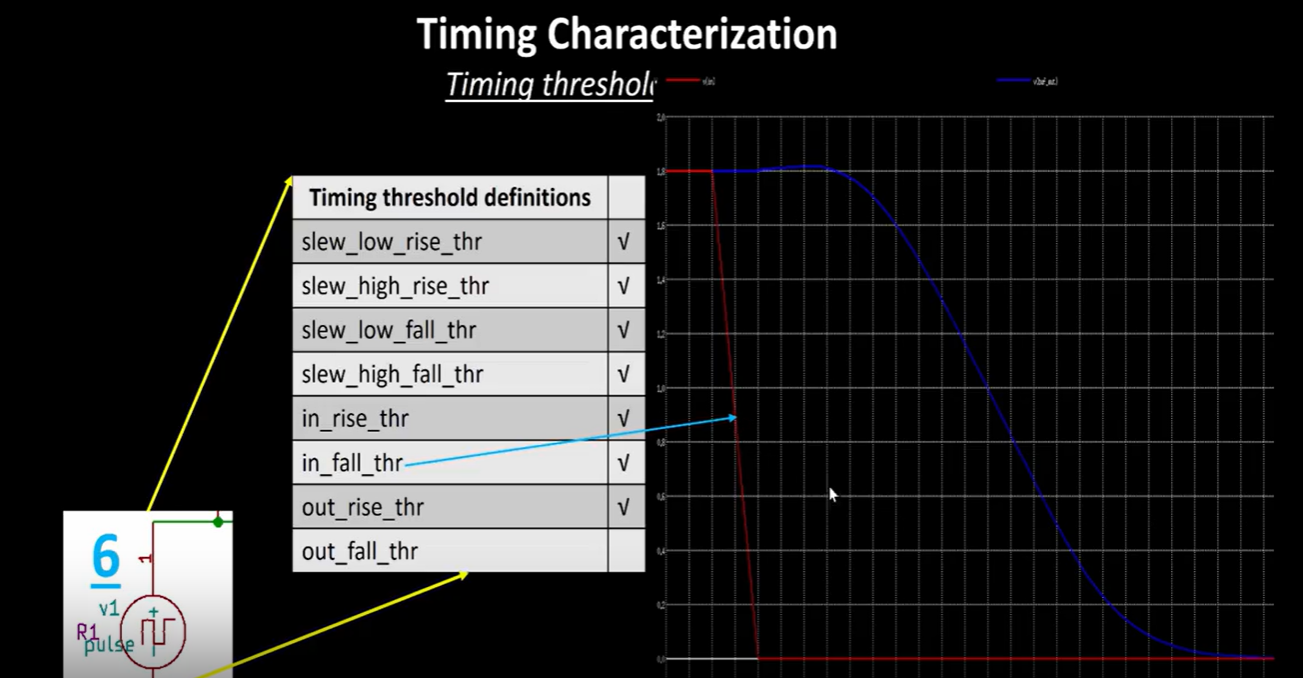 Timing Characterization
Timing threshol
Timing threshold definitions
slew_low_rise_thr √
slew_high_rise_thr √
slew_low_fall_thr √
slew_high_fall_thr √
in_rise_thr √
in_fall_thr √
out_rise_thr √
out_fall_thr
6
1
v1
+
R1
pulse
2.0
1.8
1.6
1.4
1.2
1.0
0.8
0.6
0.4
0.2
0.0